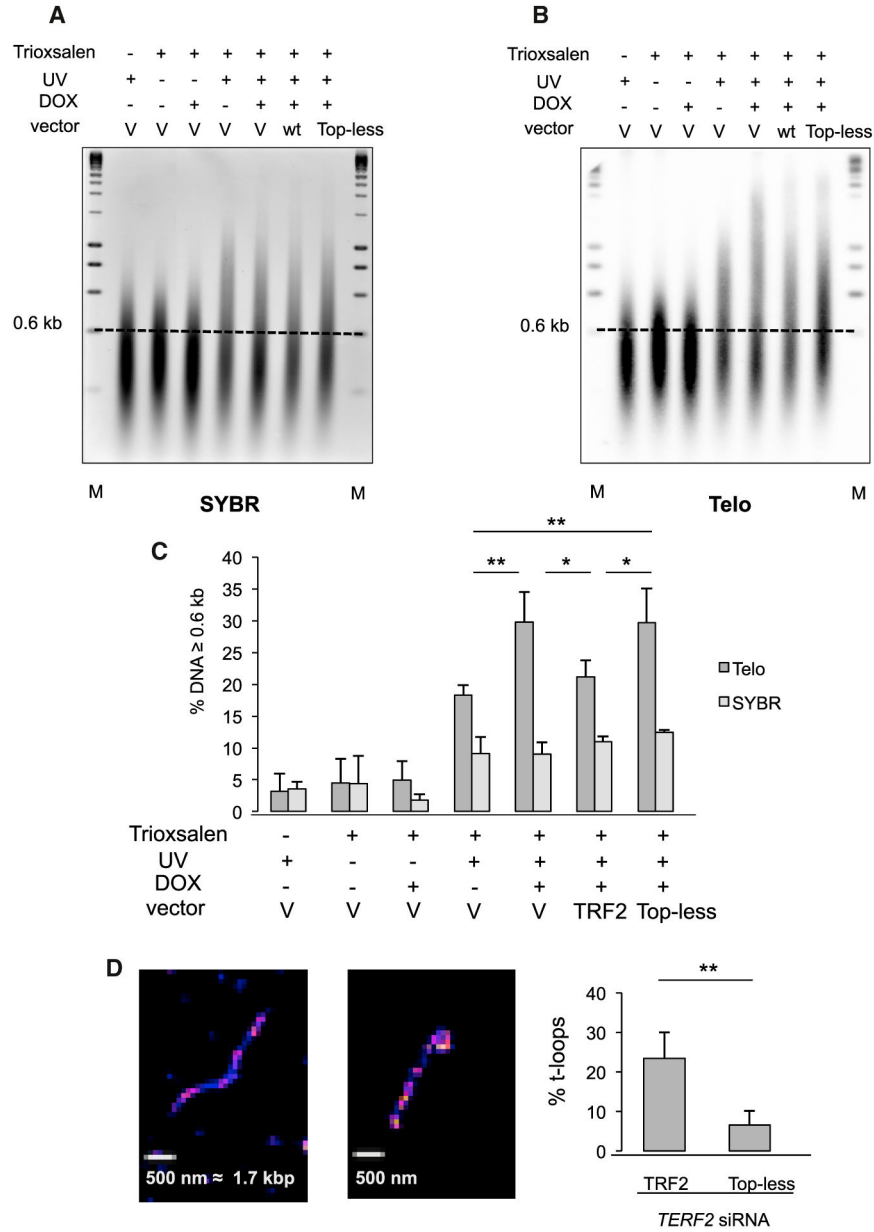 A
Trioxsalen - + + + + + +
UV + - - + + + +
DOX - - + - + + +
vector V V V V V wt Top-less
0.6 kb
M SYBR M
B
Trioxsalen - + + + + + +
UV + - - + + + +
DOX - - + - + + +
vector V V V V V wt Top-less
0.6 kb
M Telo M
C
% DNA ≥ 0.6 kb
40
35
30
25
20
15
10
5
0
**
** * *
Telo
SYBR
Trioxsalen - + + + + + +
UV + - - + + + +
DOX - - + - + + +
vector V V V V V TRF2 Top-less
D
500 nm ≈ 1.7 kbp
500 nm
% t-loops
40
30
20
10
0
**
TRF2 Top-less
TERF2 siRNA